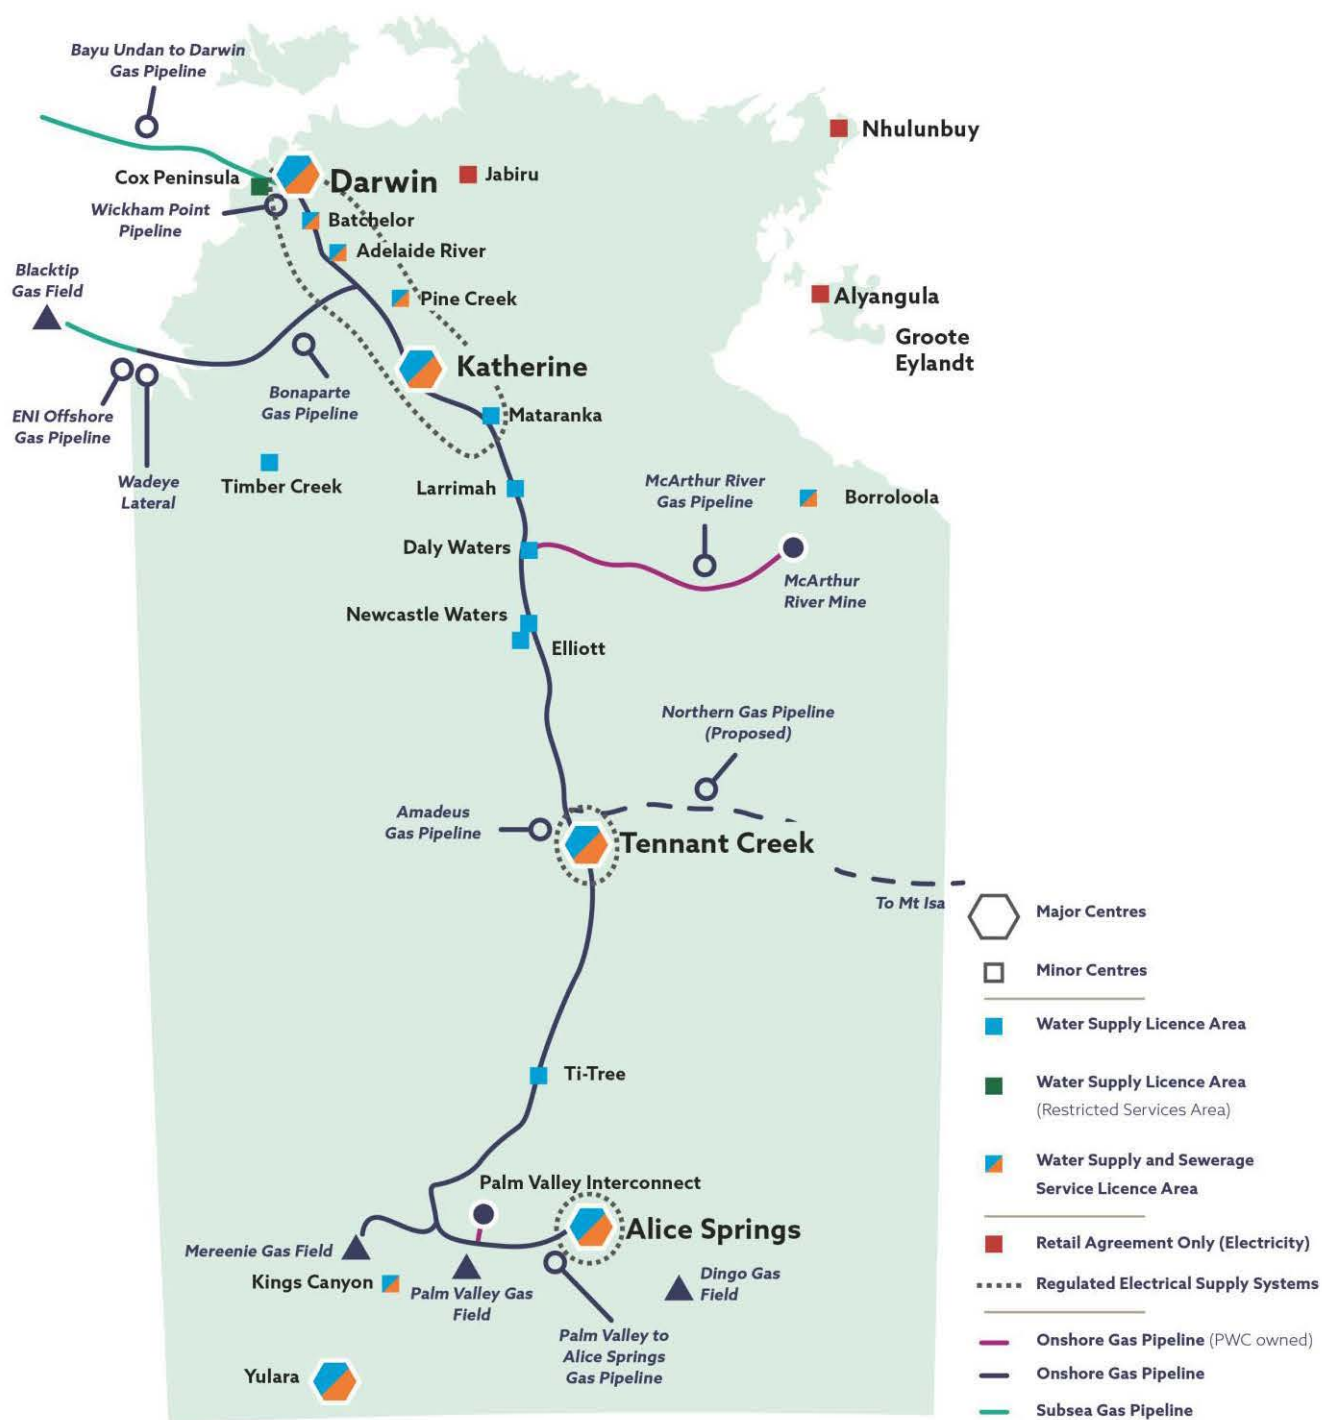 Bayu Undan to Darwin
Gas Pipeline
Nhulunbuy
Cox Peninsula
Darwin
Jabiru
Wickham Point
Pipeline
Batchelor
Adelaide River
Blacktip
Gas Field
Pine Creek
Alyangula
Groote
Eylandt
Katherine
Bonaparte
Gas Pipeline
ENI Offshore
Gas Pipeline
Mataranka
Wadeye
Lateral
Timber Creek
Larrimah
McArthur River
Gas Pipeline
Borroloola
Daly Waters
McArthur
River Mine
Newcastle Waters
Elliott
Northern Gas Pipeline
(Proposed)
Amadeus
Gas Pipeline
Tennant Creek
To Mt Isa
Ti-Tree
Palm Valley Interconnect
Alice Springs
Mereenie Gas Field
Kings Canyon
Palm Valley Gas
Field
Dingo Gas
Field
Palm Valley to
Alice Springs
Gas Pipeline
Yulara
Major Centres
Minor Centres
Water Supply Licence Area
Water Supply Licence Area
(Restricted Services Area)
Water Supply and Sewerage
Service Licence Area
Retail Agreement Only (Electricity)
Regulated Electrical Supply Systems
Onshore Gas Pipeline (PWC owned)
Onshore Gas Pipeline
Subsea Gas Pipeline